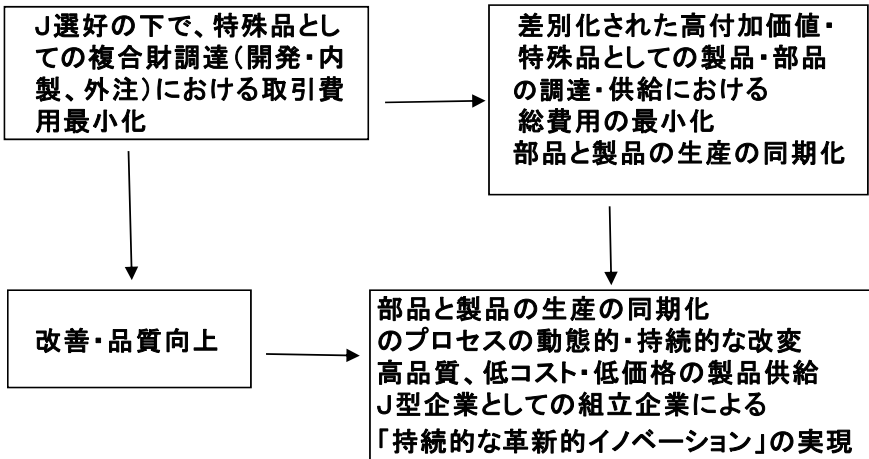 J選好の下で、特殊品とし
ての複合財調達(開発・内
製、外注)における取引費
用最小化
差別化された高付加価値・
特殊品としての製品・部品
の調達・供給における
総費用の最小化
部品と製品の生産の同期化
改善・品質向上
部品と製品の生産の同期化
のプロセスの動態的・持続的な改変
高品質、低コスト・低価格の製品供給
J型企業としての組立企業による
「持続的な革新的イノベーション」の実現